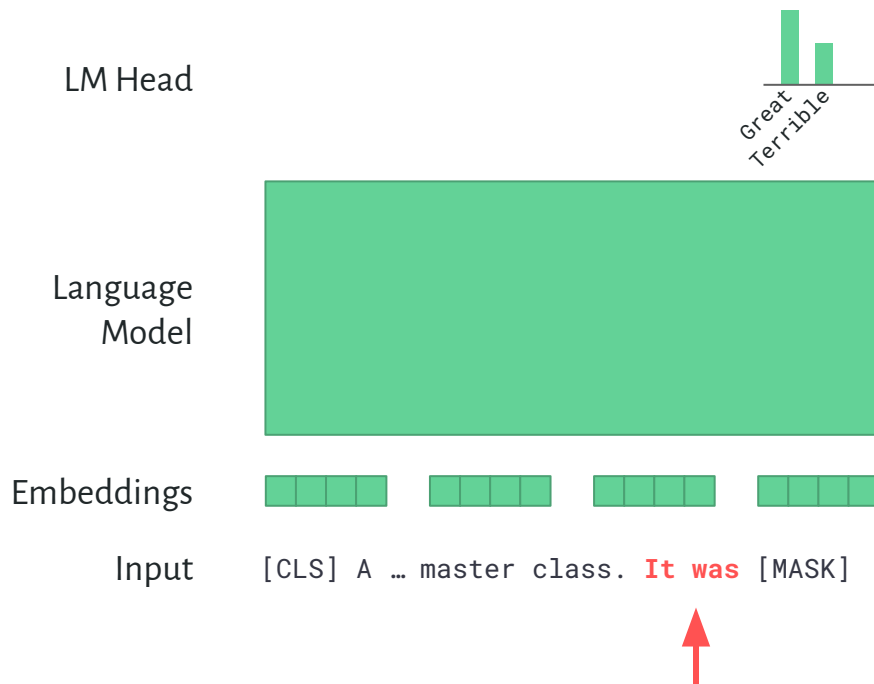 LM Head
Great
Terrible
Language
Model
Embeddings
Input
[CLS] A … master class. It was [MASK]